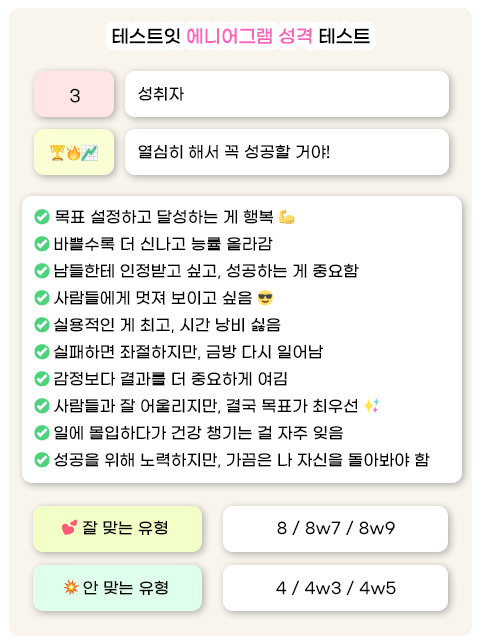 테스트잇 에니어그램 성격 테스트
3
성취자
🏆🔥📈
열심히 해서 꼭 성공할 거야!
✅ 목표 설정하고 달성하는 게 행복 💪
✅ 바쁠수록 더 신나고 능률 올라감
✅ 남들한테 인정받고 싶고, 성공하는 게 중요함
✅ 사람들에게 멋져 보이고 싶음 😎
✅ 실용적인 게 최고, 시간 낭비 싫음
✅ 실패하면 좌절하지만, 금방 다시 일어남
✅ 감정보다 결과를 더 중요하게 여김
✅ 사람들과 잘 어울리지만, 결국 목표가 최우선 ✨
✅ 일에 몰입하다가 건강 챙기는 걸 자주 잊음
✅ 성공을 위해 노력하지만, 가끔은 나 자신을 돌아봐야 함
💕 잘 맞는 유형
8 / 8w7 / 8w9
💥 안 맞는 유형
4 / 4w3 / 4w5